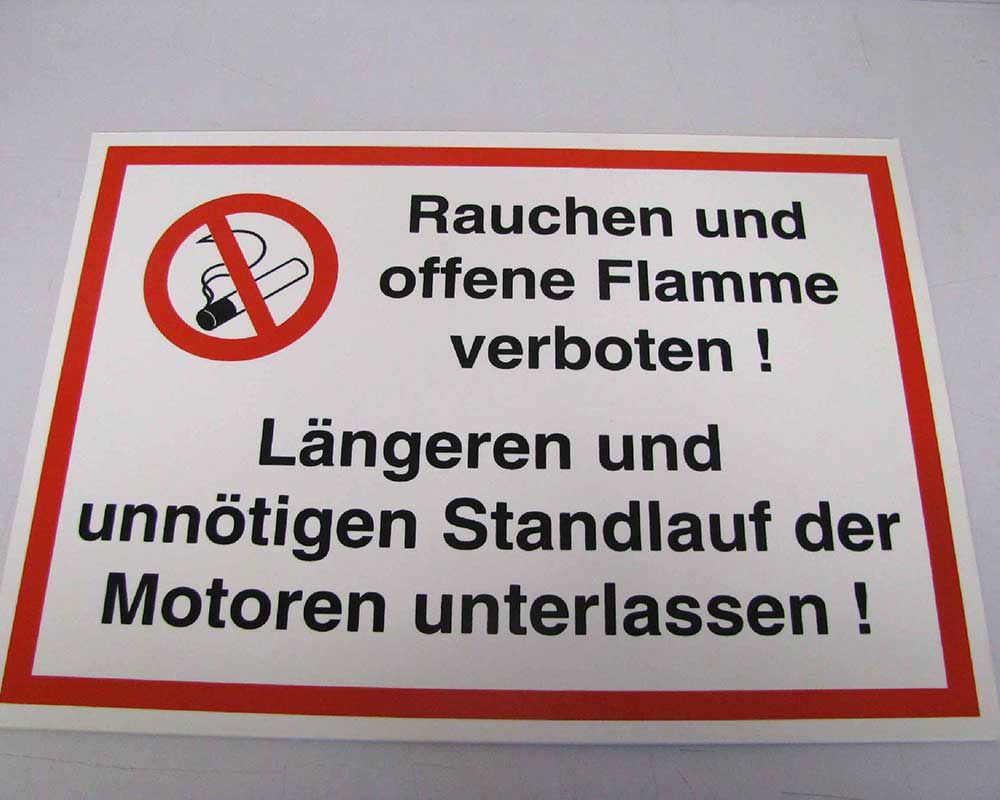 Rauchen und
offene Flamme
verboten !
Längeren und
unnötigen Standlauf der
Motoren unterlassen !